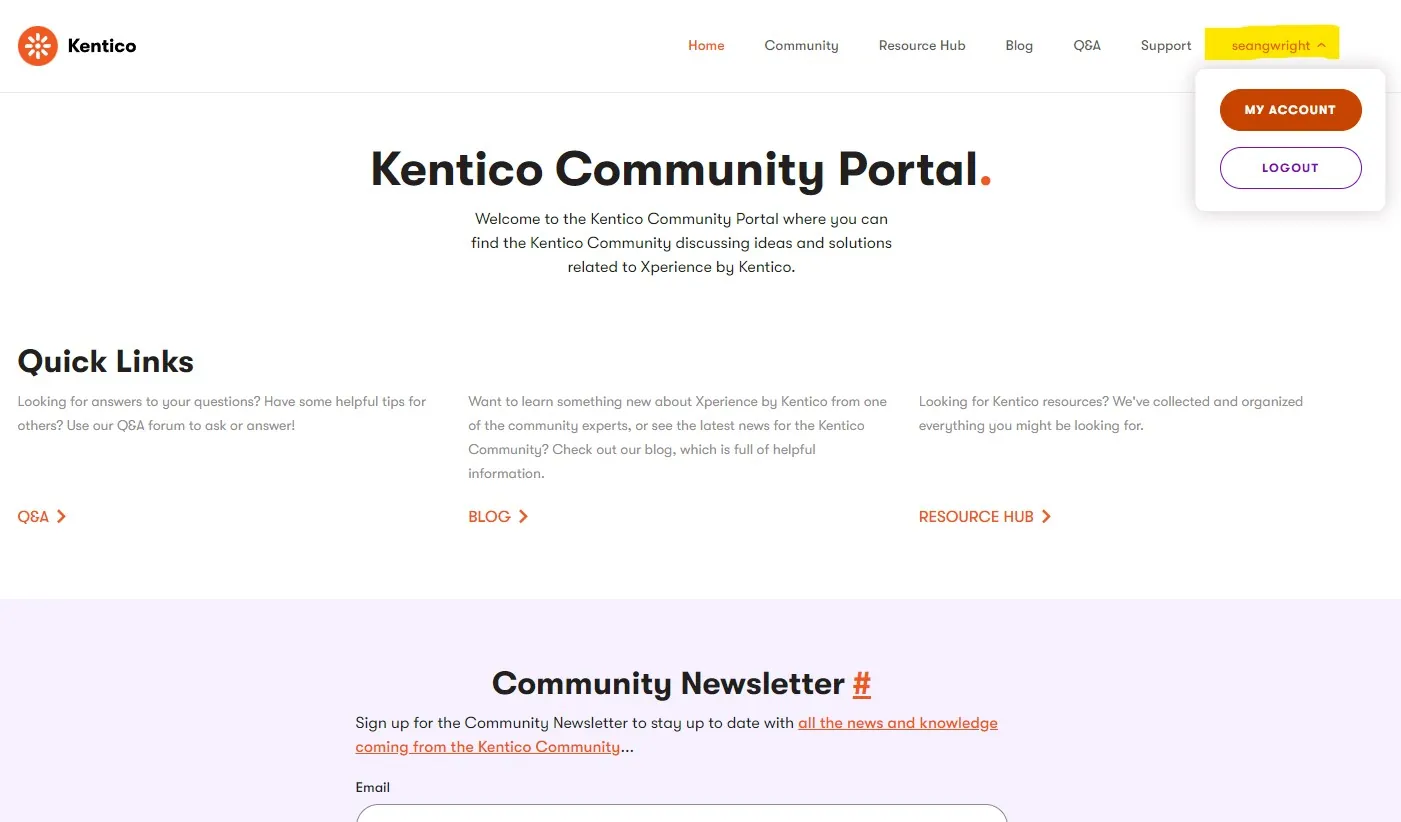 Kentico
Home
Community
Resource Hub
Blog
Q&A
Support
seangwright
MY ACCOUNT
LOGOUT
Kentico Community Portal.
Welcome to the Kentico Community Portal where you can
find the Kentico Community discussing ideas and solutions
related to Xperience by Kentico.
Quick Links
Looking for answers to your questions? Have some helpful tips for
others? Use our Q&A forum to ask or answer!
Q&A
Want to learn something new about Xperience by Kentico from one
of the community experts, or see the latest news for the Kentico
Community? Check out our blog, which is full of helpful
information.
BLOG
Looking for Kentico resources? We've collected and organized
everything you might be looking for.
RESOURCE HUB
Community Newsletter #
Sign up for the Community Newsletter to stay up to date with all the news and knowledge
coming from the Kentico Community...
Email